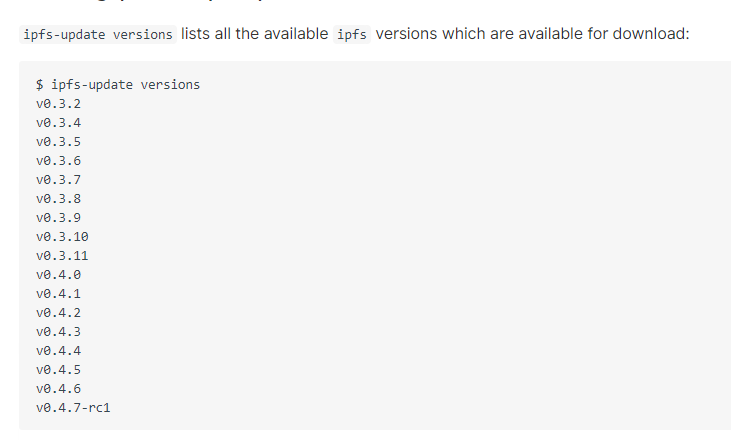 ipfs-update versions lists all the available ipfs versions which are available for download:
$ ipfs-update versions
v0.3.2
v0.3.4
v0.3.5
v0.3.6
v0.3.7
v0.3.8
v0.3.9
v0.3.10
v0.3.11
v0.4.0
v0.4.1
v0.4.2
v0.4.3
v0.4.4
v0.4.5
v0.4.6
v0.4.7-rc1